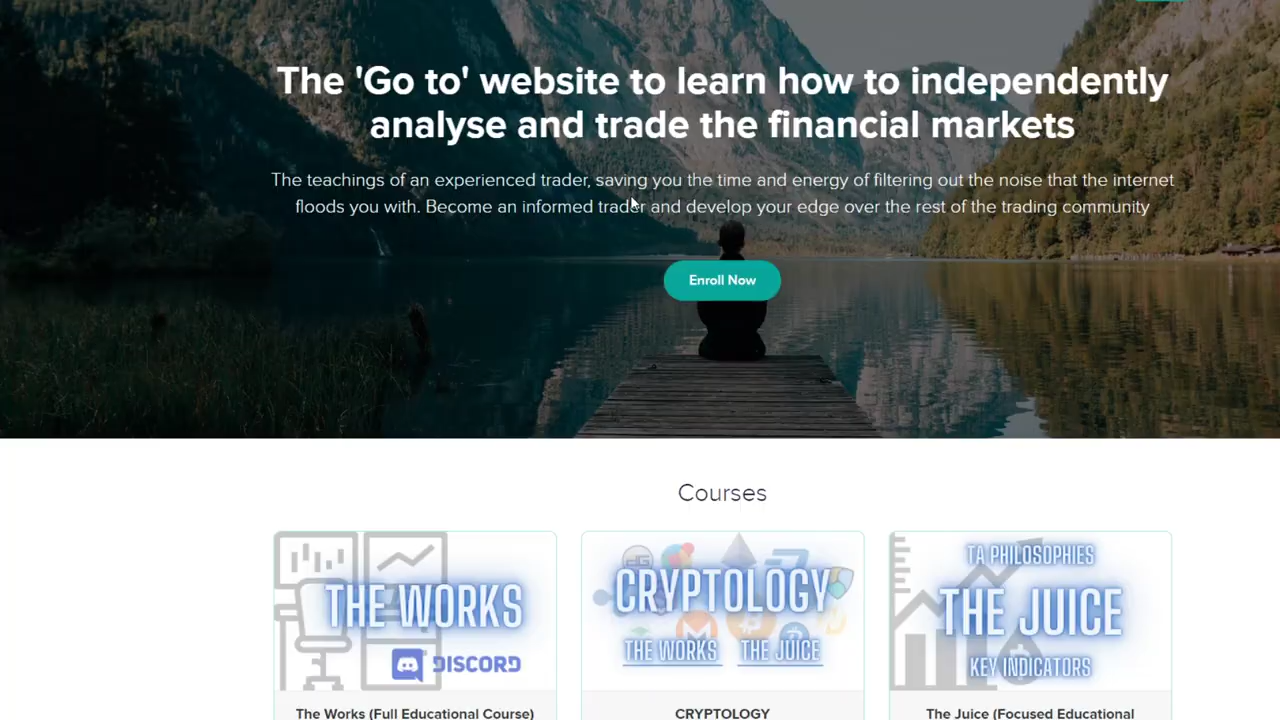 The 'Go to' website to learn how to independently
analyse and trade the financial markets
The teachings of an experienced trader, saving you the time and energy of filtering out the noise that the internet
floods you with. Become an informed trader and develop your edge over the rest of the trading community
Enroll Now
Courses
THE WORKS
DISCORD
The Works (Full Educational Course)
CRYPTOLOGY
THE WORKS THE JUICE
CRYPTOLOGY
TA PHILOSOPHIES
THE JUICE
KEY INDICATORS
The Juice (Focused Educational